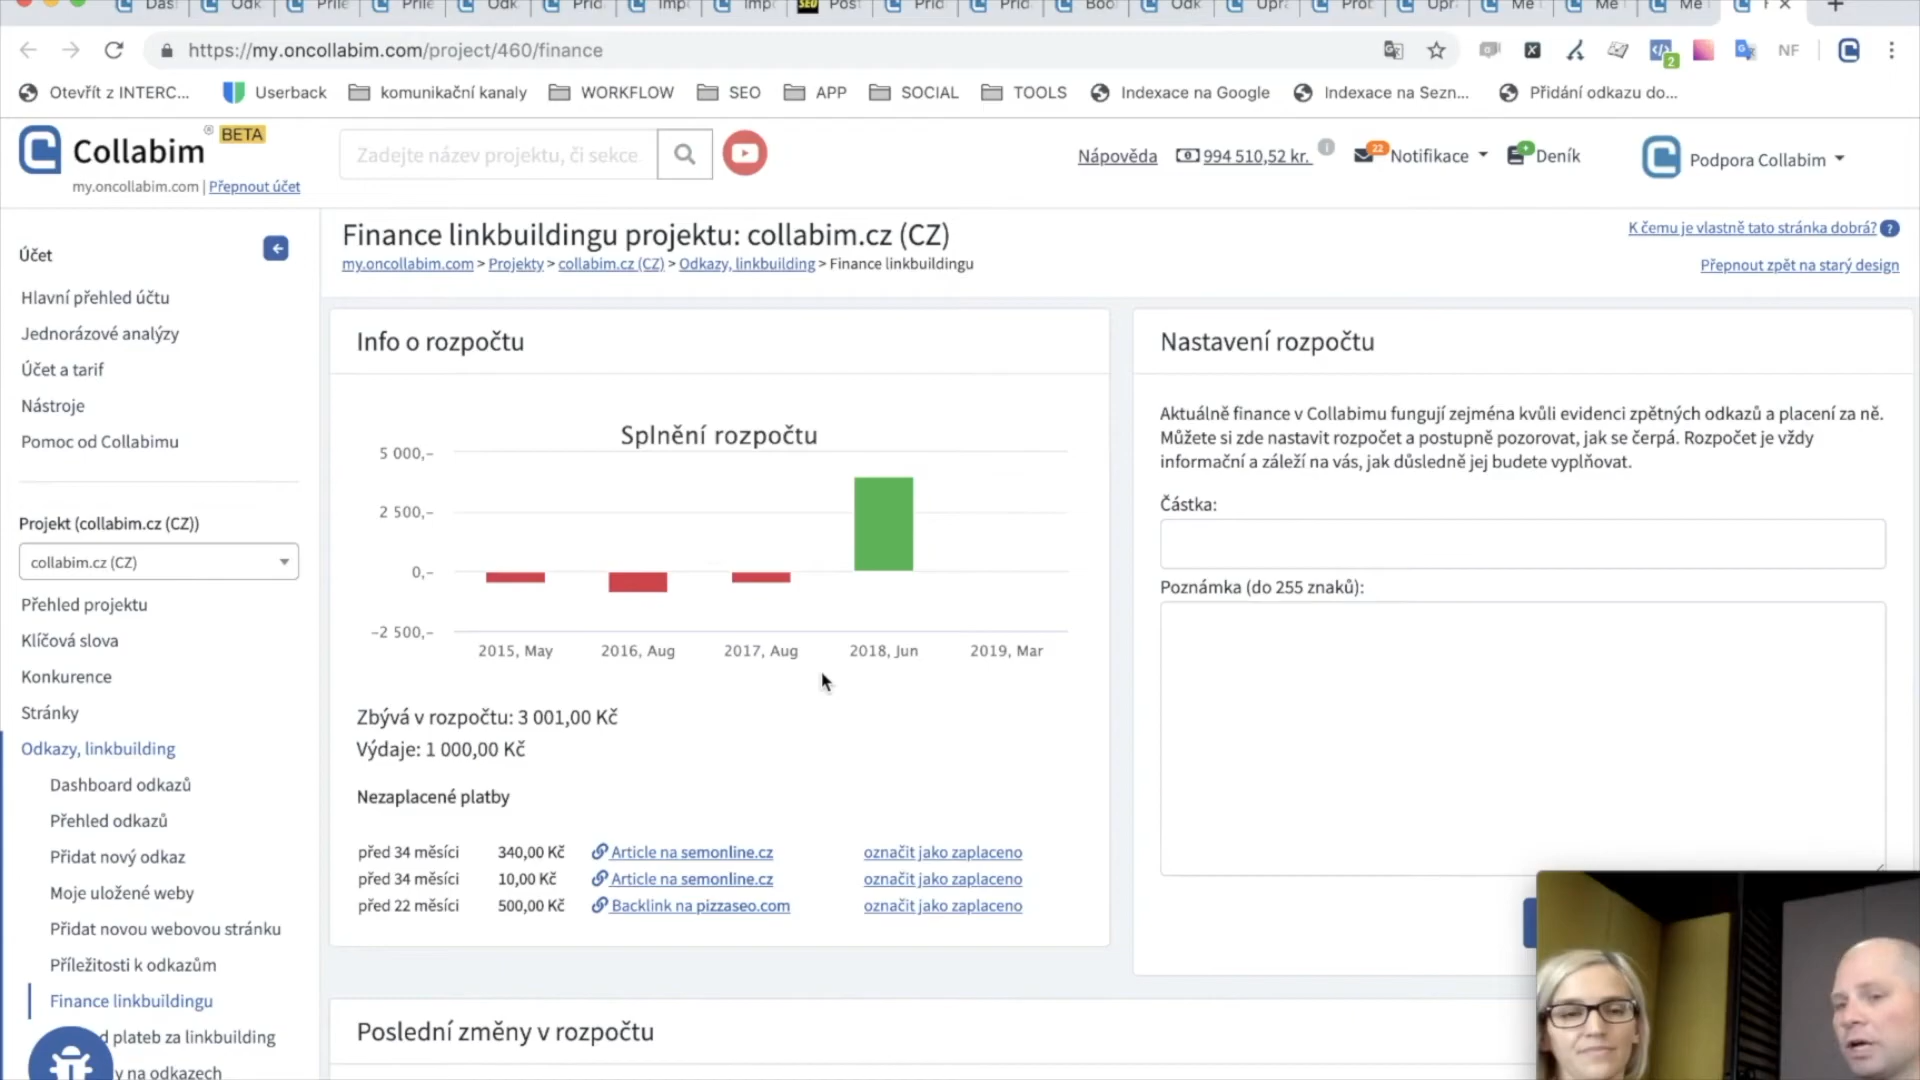 https://my.oncollabim.com/project/460/finance
NF
2
Otevřít z INTERC...
Userback
komunikační kanaly
WORKFLOW
SEO
APP
SOCIAL
TOOLS
Indexace na Google
Indexace na Sezn...
Přidání odkazu do...
Collabim
BETA
my.oncollabim.com | Přepnout účet
Zadejte název projektu, či sekce
Nápověda
994 510,52 kr.
22
Notifikace
Deník
Podpora Collabim
Finance linkbuildingu projektu: collabim.cz (CZ)
my.oncollabim.com > Projekty > collabim.cz (CZ) > Odkazy, linkbuilding > Finance linkbuildingu
K čemu je vlastně tato stránka dobrá?
Přepnout zpět na starý design
Účet
Hlavní přehled účtu
Jednorázové analýzy
Účet a tarif
Nástroje
Pomoc od Collabimu
Projekt (collabim.cz (CZ))
collabim.cz (CZ)
Přehled projektu
Klíčová slova
Konkurence
Stránky
Odkazy, linkbuilding
Dashboard odkazů
Přehled odkazů
Přidat nový odkaz
Moje uložené weby
Přidat novou webovou stránku
Příležitosti k odkazům
Finance linkbuildingu
plateb za linkbuilding
na odkazech
Info o rozpočtu
Splnění rozpočtu
5 000,–
2 500,–
0,–
–2 500,–
2015, May
2016, Aug
2017, Aug
2018, Jun
2019, Mar
Zbývá v rozpočtu: 3 001,00 Kč
Výdaje: 1 000,00 Kč
Nezaplacené platby
před 34 měsíci 340,00 Kč Article na semonline.cz označit jako zaplaceno
před 34 měsíci 10,00 Kč Article na semonline.cz označit jako zaplaceno
před 22 měsíci 500,00 Kč Backlink na pizzaseo.com označit jako zaplaceno
Poslední změny v rozpočtu
Nastavení rozpočtu
Aktuálně finance v Collabimu fungují zejména kvůli evidenci zpětných odkazů a placení za ně.
Můžete si zde nastavit rozpočet a postupně pozorovat, jak se čerpá. Rozpočet je vždy
informační a záleží na vás, jak důsledně jej budete vyplňovat.
Částka:
Poznámka (do 255 znaků):